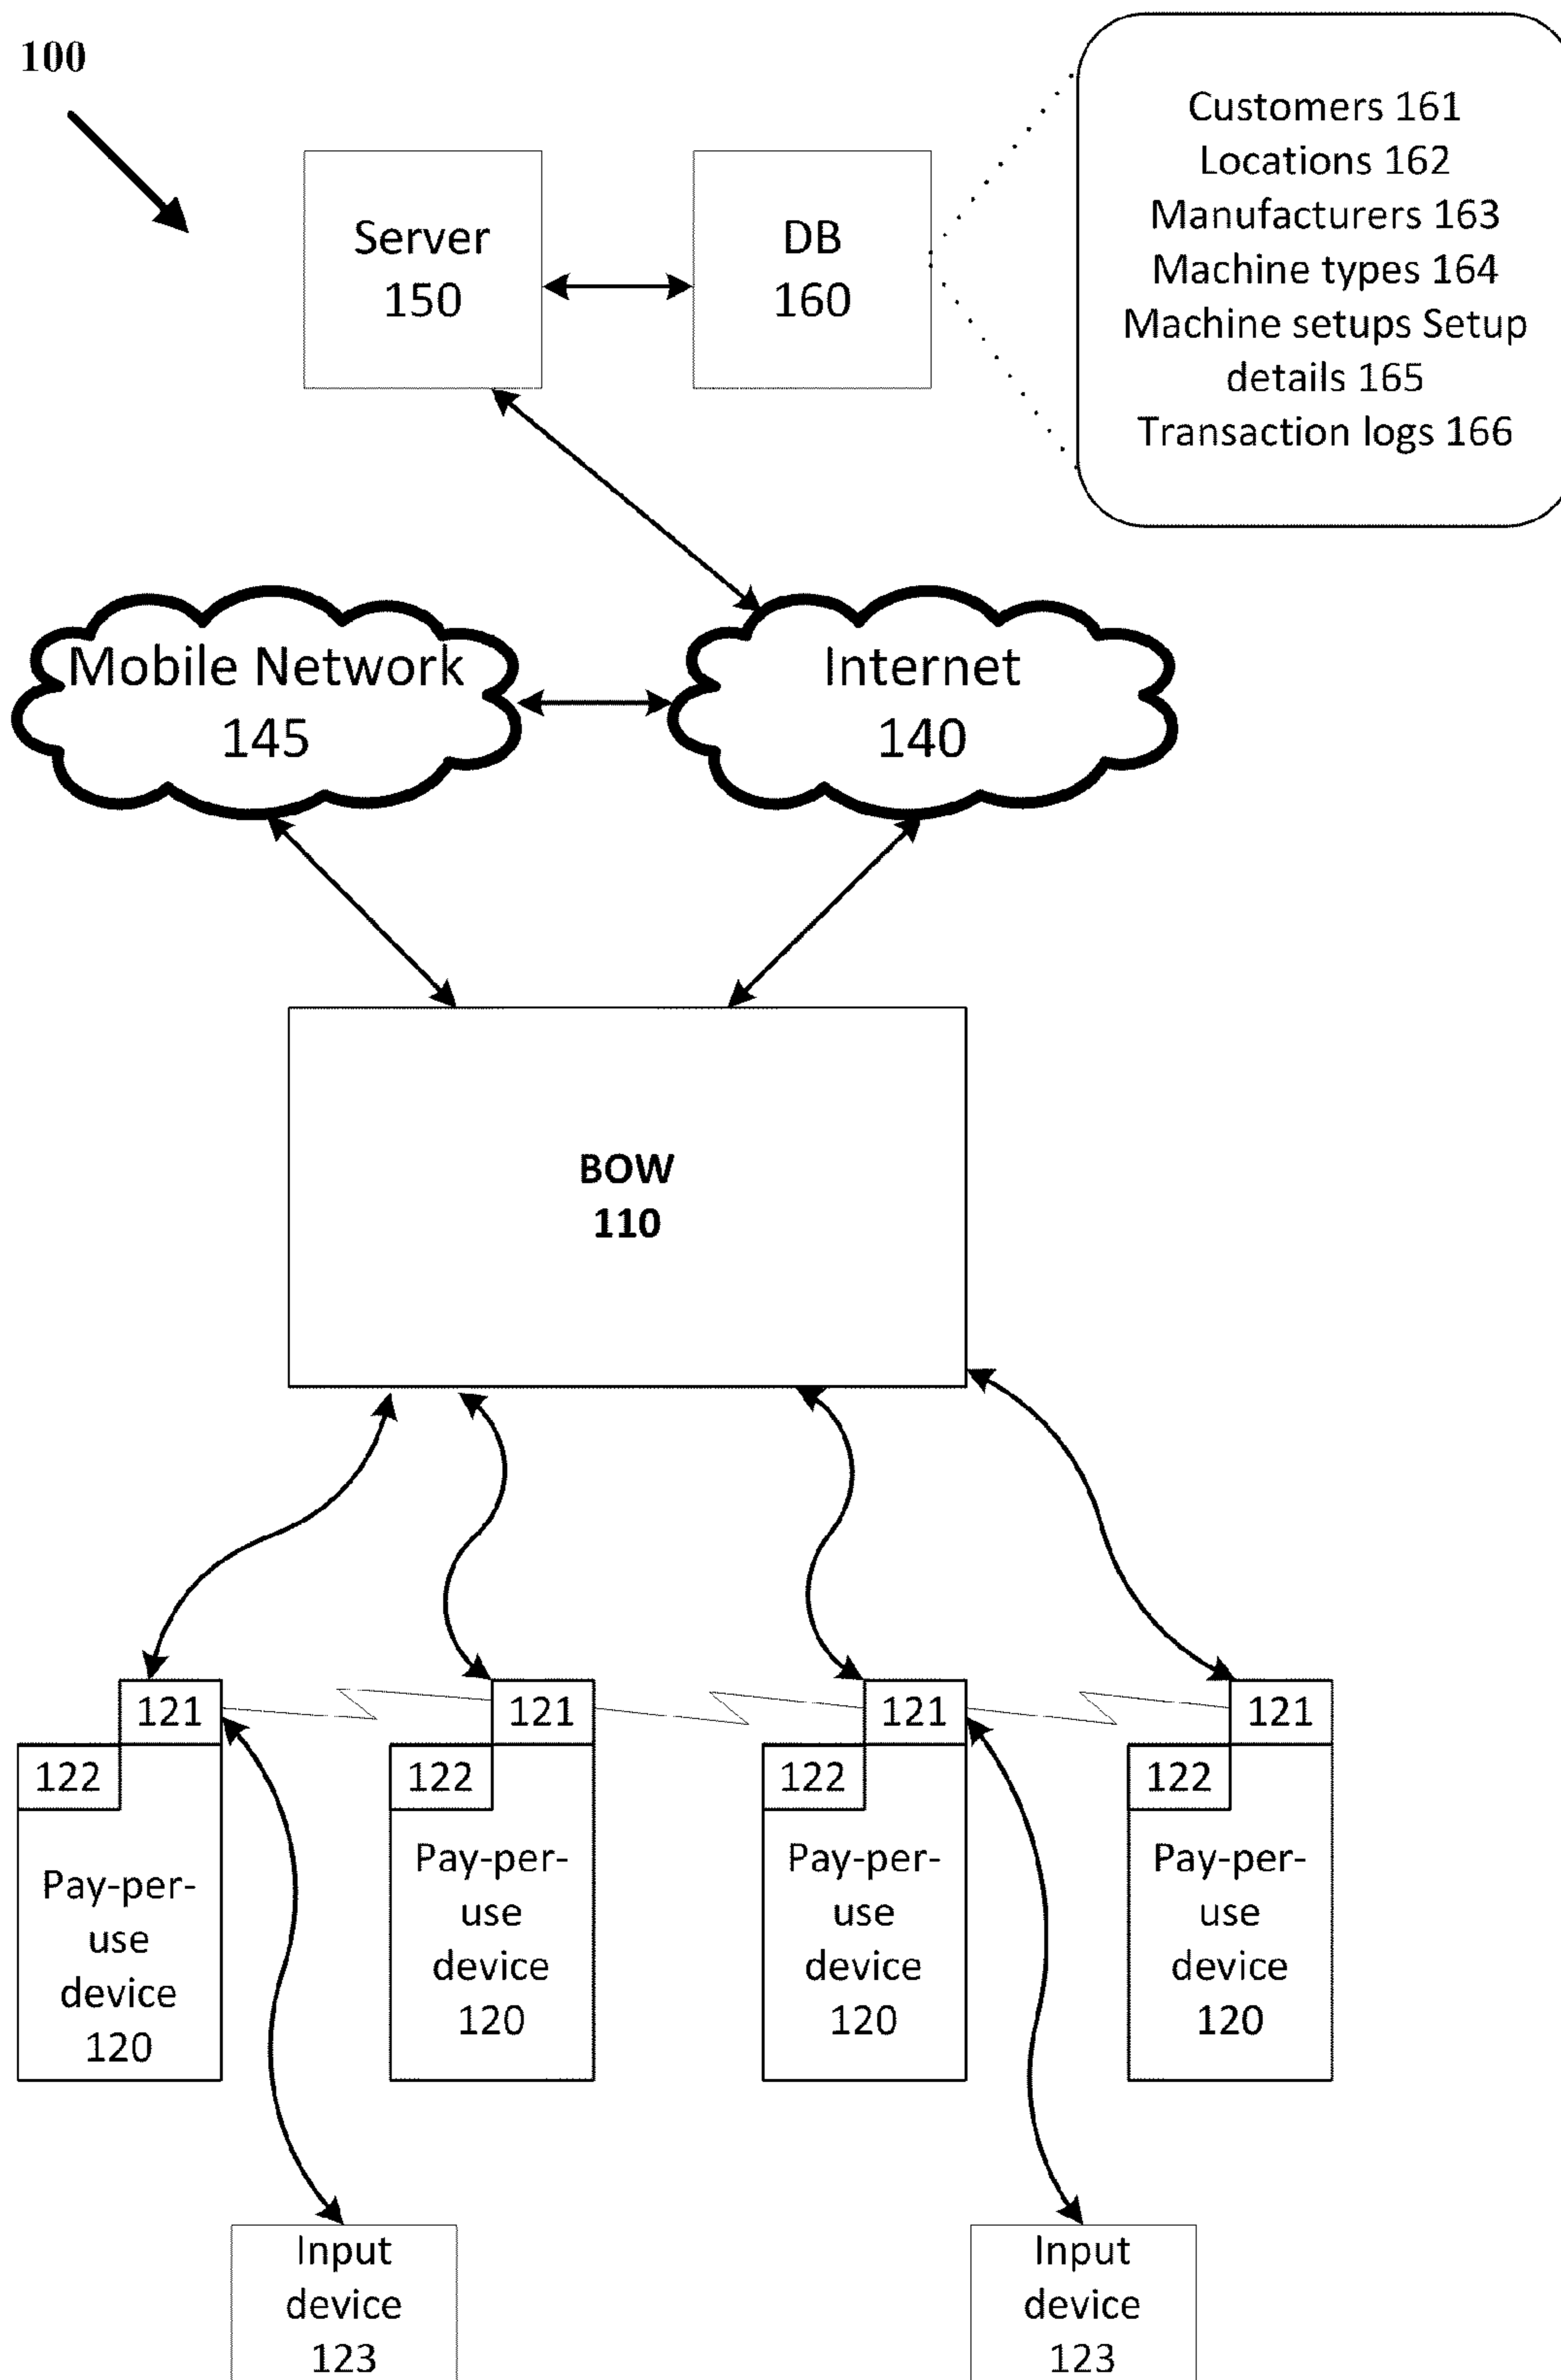 100
Customers 161
Locations 162
Manufacturers 163
Machine types 164
Machine setups Setup
details 165
Transaction logs 166
Server
150
DB
160
Mobile Network
145
Internet
140
BOW
110
121
121
121
121
122
122
122
122
Pay-per-
use
device
120
Pay-per-
use
device
120
Pay-per-
use
device
120
Pay-per-
use
device
120
Input
device
123
Input
device
123